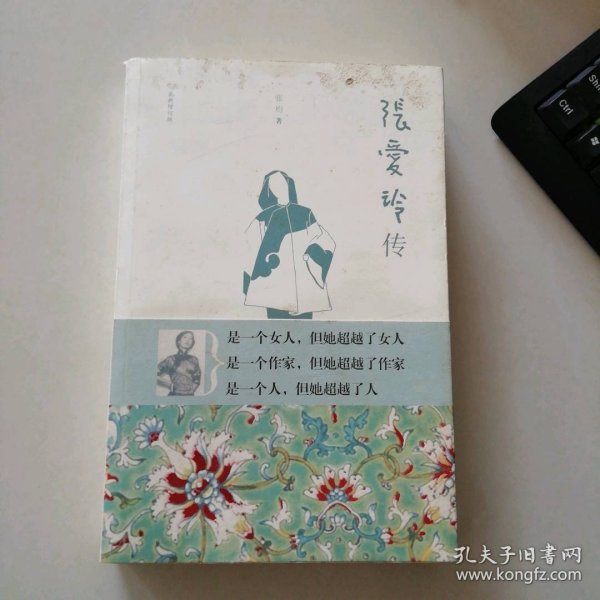 張愛玲传
张均 著
是一个女人，但她超越了女人
是一个作家，但她超越了作家
是一个人，但她超越了人
Shift
Ctrl
孔夫子旧书网
www.kongfz.com